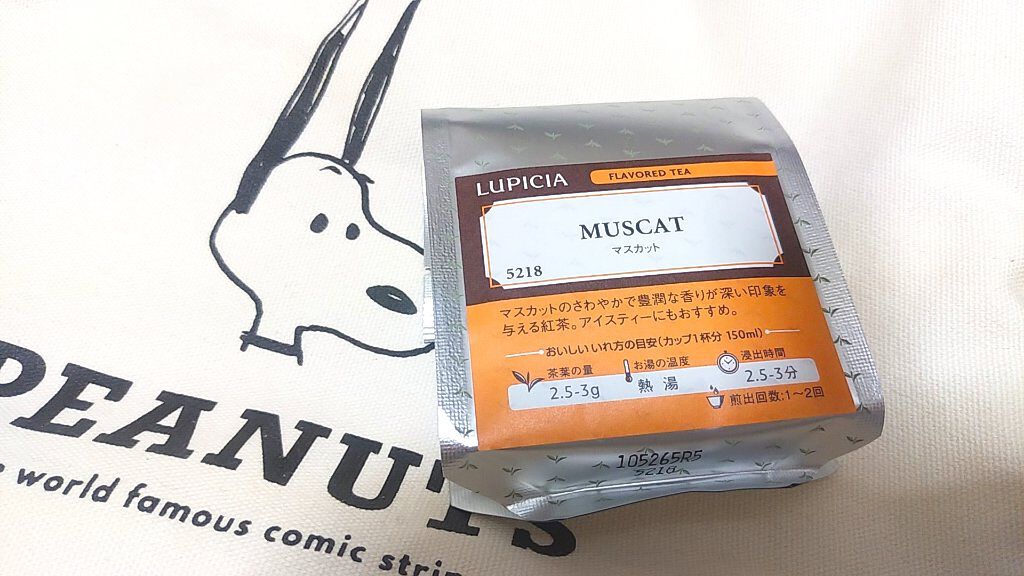 LUPICIA
FLAVORED TEA
MUSCAT
マスカット
5218
マスカットのさわやかで豊潤な香りが深い印象を
与える紅茶。アイスティーにもおすすめ。
おいしいいれ方の目安(カップ1杯分 150ml)
茶葉の量
2.5-3g
お湯の温度
熱湯
浸出時間
2.5-3分
煎出回数:1〜2回
105265R5
5218
PEANUTS
world famous comic strip